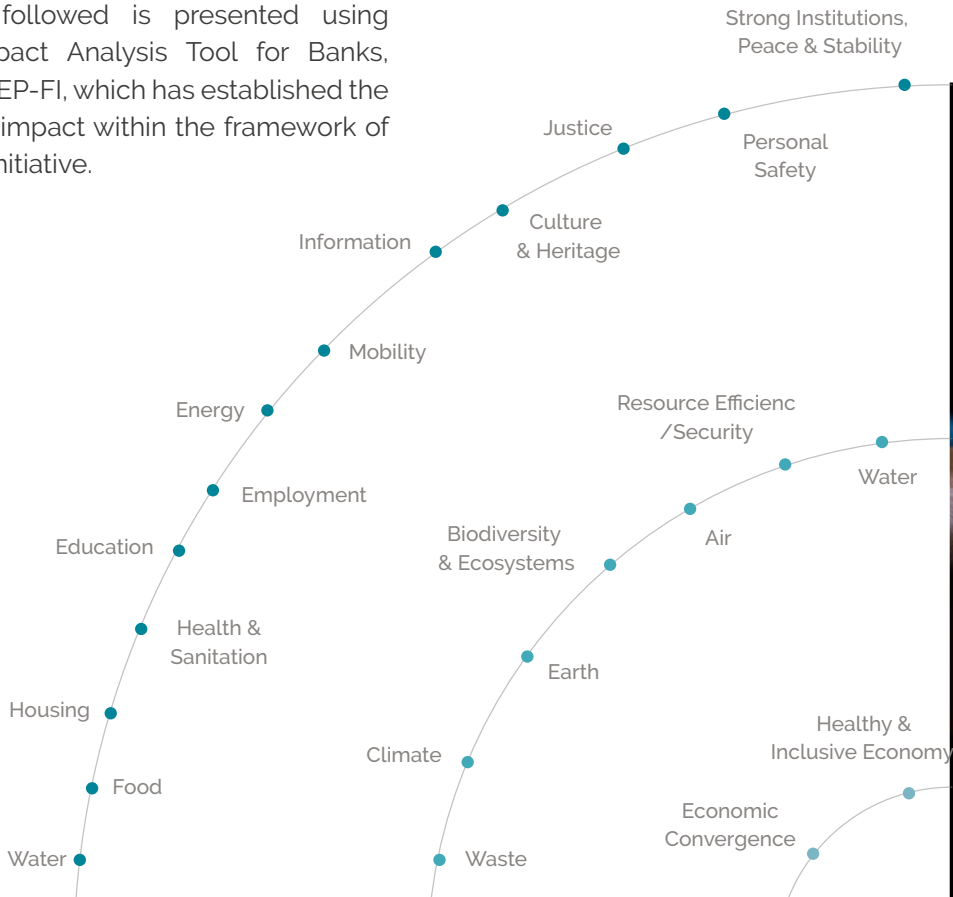 followed is presented using
pact Analysis Tool for Banks,
EP-FI, which has established the
impact within the framework of
nitiative.
Strong Institutions,
Peace & Stability
Justice
Personal
Safety
Culture
& Heritage
Information
Mobility
Energy
Employment
Education
Health &
Sanitation
Housing
Food
Water
Resource Efficienc
/Security
Water
Air
Biodiversity
& Ecosystems
Earth
Climate
Waste
Healthy &
Inclusive Economy
Economic
Convergence